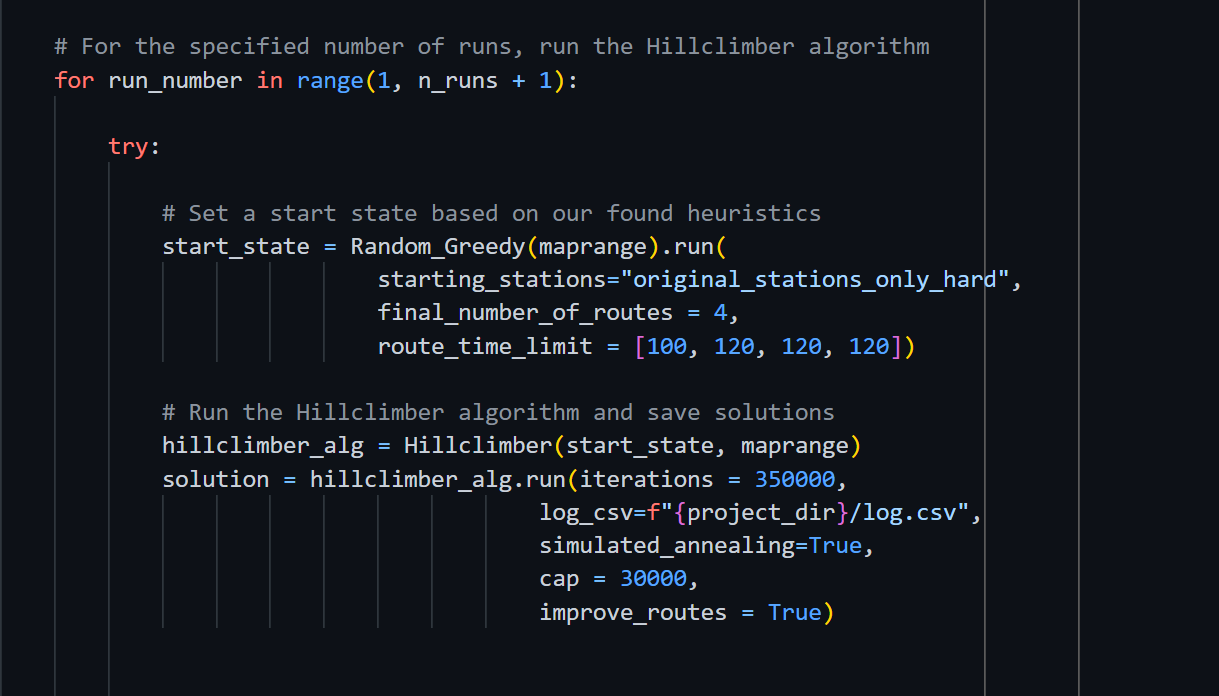 # For the specified number of runs, run the Hillclimber algorithm
for run_number in range(1, n_runs + 1):
try:
# Set a start state based on our found heuristics
start_state = Random_Greedy(maprange).run(
starting_stations="original_stations_only_hard",
final_number_of_routes = 4,
route_time_limit = [100, 120, 120, 120])
# Run the Hillclimber algorithm and save solutions
hillclimber_alg = Hillclimber(start_state, maprange)
solution = hillclimber_alg.run(iterations = 350000,
log_csv=f"{project_dir}/log.csv",
simulated_annealing=True,
cap = 30000,
improve_routes = True)